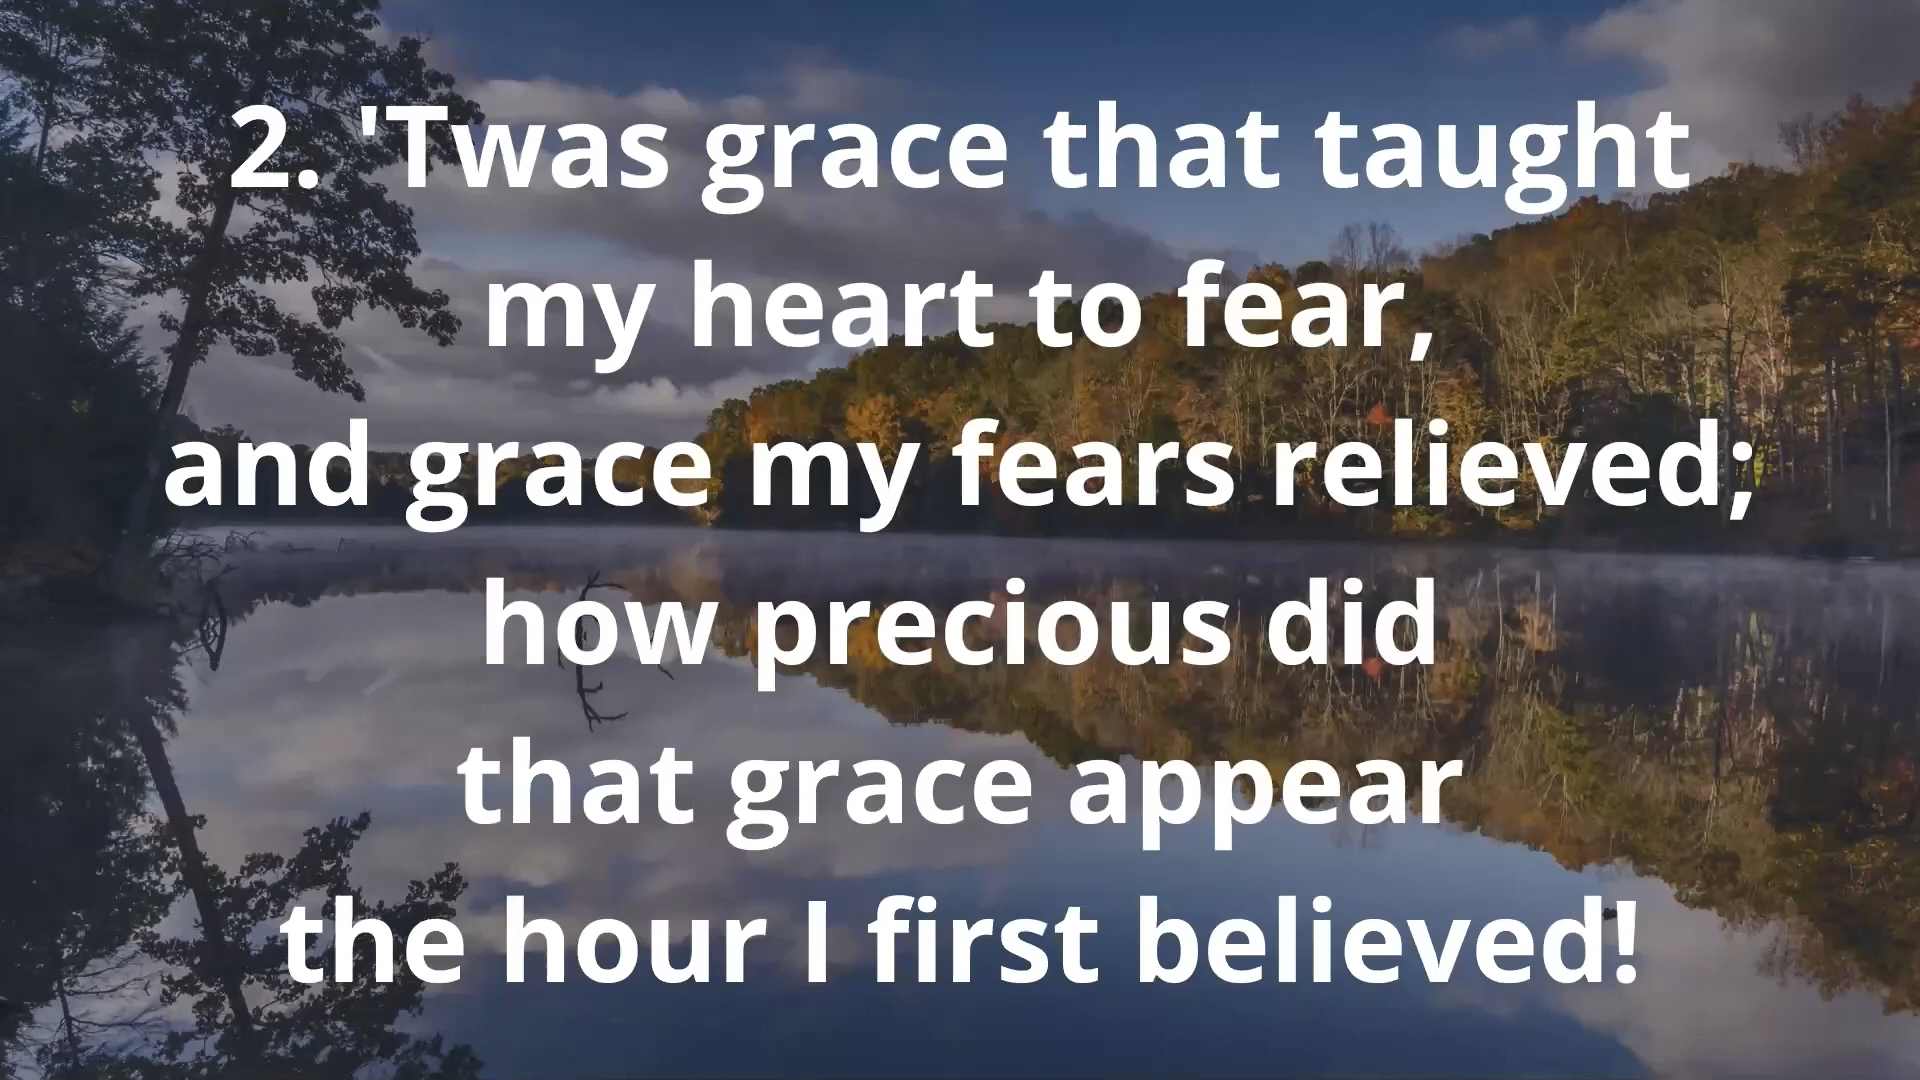 2. 'Twas grace that taught
my heart to fear,
and grace my fears relieved;
how precious did
that grace appear
the hour I first believed!